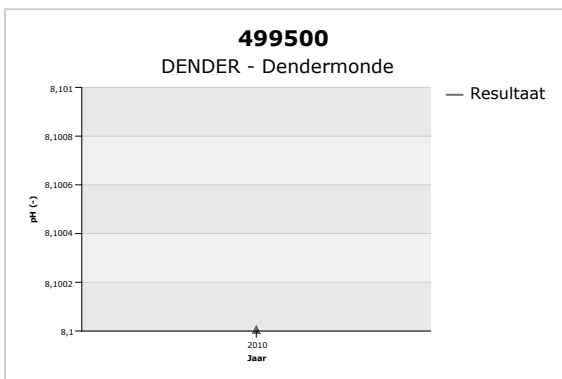 499500
DENDER - Dendermonde
Resultaat
8,101
8,1008
8,1006
8,1004
8,1002
8,1
pH (-)
2010
Jaar